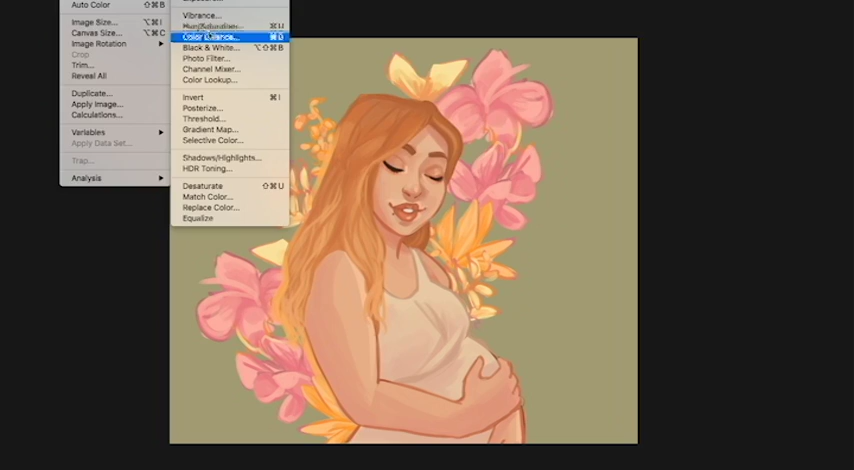 Auto Color ⇧⌘B
Image Size... ⌥⌘I
Canvas Size... ⌥⌘C
Image Rotation
Crop
Trim...
Reveal All
Duplicate...
Apply Image...
Calculations...
Variables
Apply Data Set...
Trap...
Analysis
Vibrance...
Hue/Saturation... ⌘U
Color Balance... ⌘B
Black & White... ⌥⇧⌘B
Photo Filter...
Channel Mixer...
Color Lookup...
Invert ⌘I
Posterize...
Threshold...
Gradient Map...
Selective Color...
Shadows/Highlights...
HDR Toning...
Desaturate ⇧⌘U
Match Color...
Replace Color...
Equalize